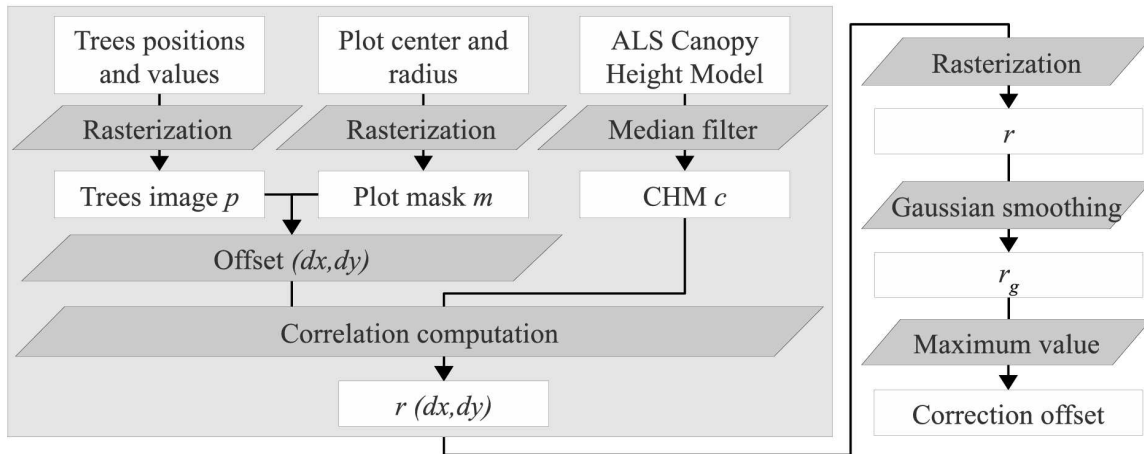 Trees positions
and values
Plot center and
radius
ALS Canopy
Height Model
Rasterization
Rasterization
Median filter
Trees image p
Plot mask m
CHM c
Offset (dx,dy)
Correlation computation
r (dx,dy)
Rasterization
r
Gaussian smoothing
r_g
Maximum value
Correction offset